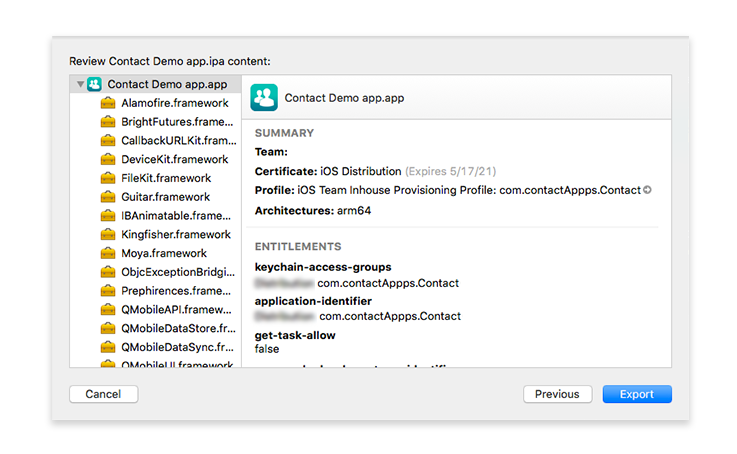 Review Contact Demo app.ipa content:
Contact Demo app.app
Alamofire.framework
BrightFutures.frame...
CallbackURLKit.fram...
DeviceKit.framework
FileKit.framework
Guitar.framework
IBAnimatable.frame...
Kingfisher.framework
Moya.framework
ObjcExceptionBridgi...
Prephirences.frame...
QMobileAPI.framew...
QMobileDataStore.fr...
QMobileDataSync.fr...
QMobileUI.framework
Contact Demo app.app
SUMMARY
Team:
Certificate: iOS Distribution (Expires 5/17/21)
Profile: iOS Team Inhouse Provisioning Profile: com.contactAppps.Contact
Architectures: arm64
ENTITLEMENTS
keychain-access-groups
com.contactAppps.Contact
application-identifier
com.contactAppps.Contact
get-task-allow
false
Cancel
Previous
Export